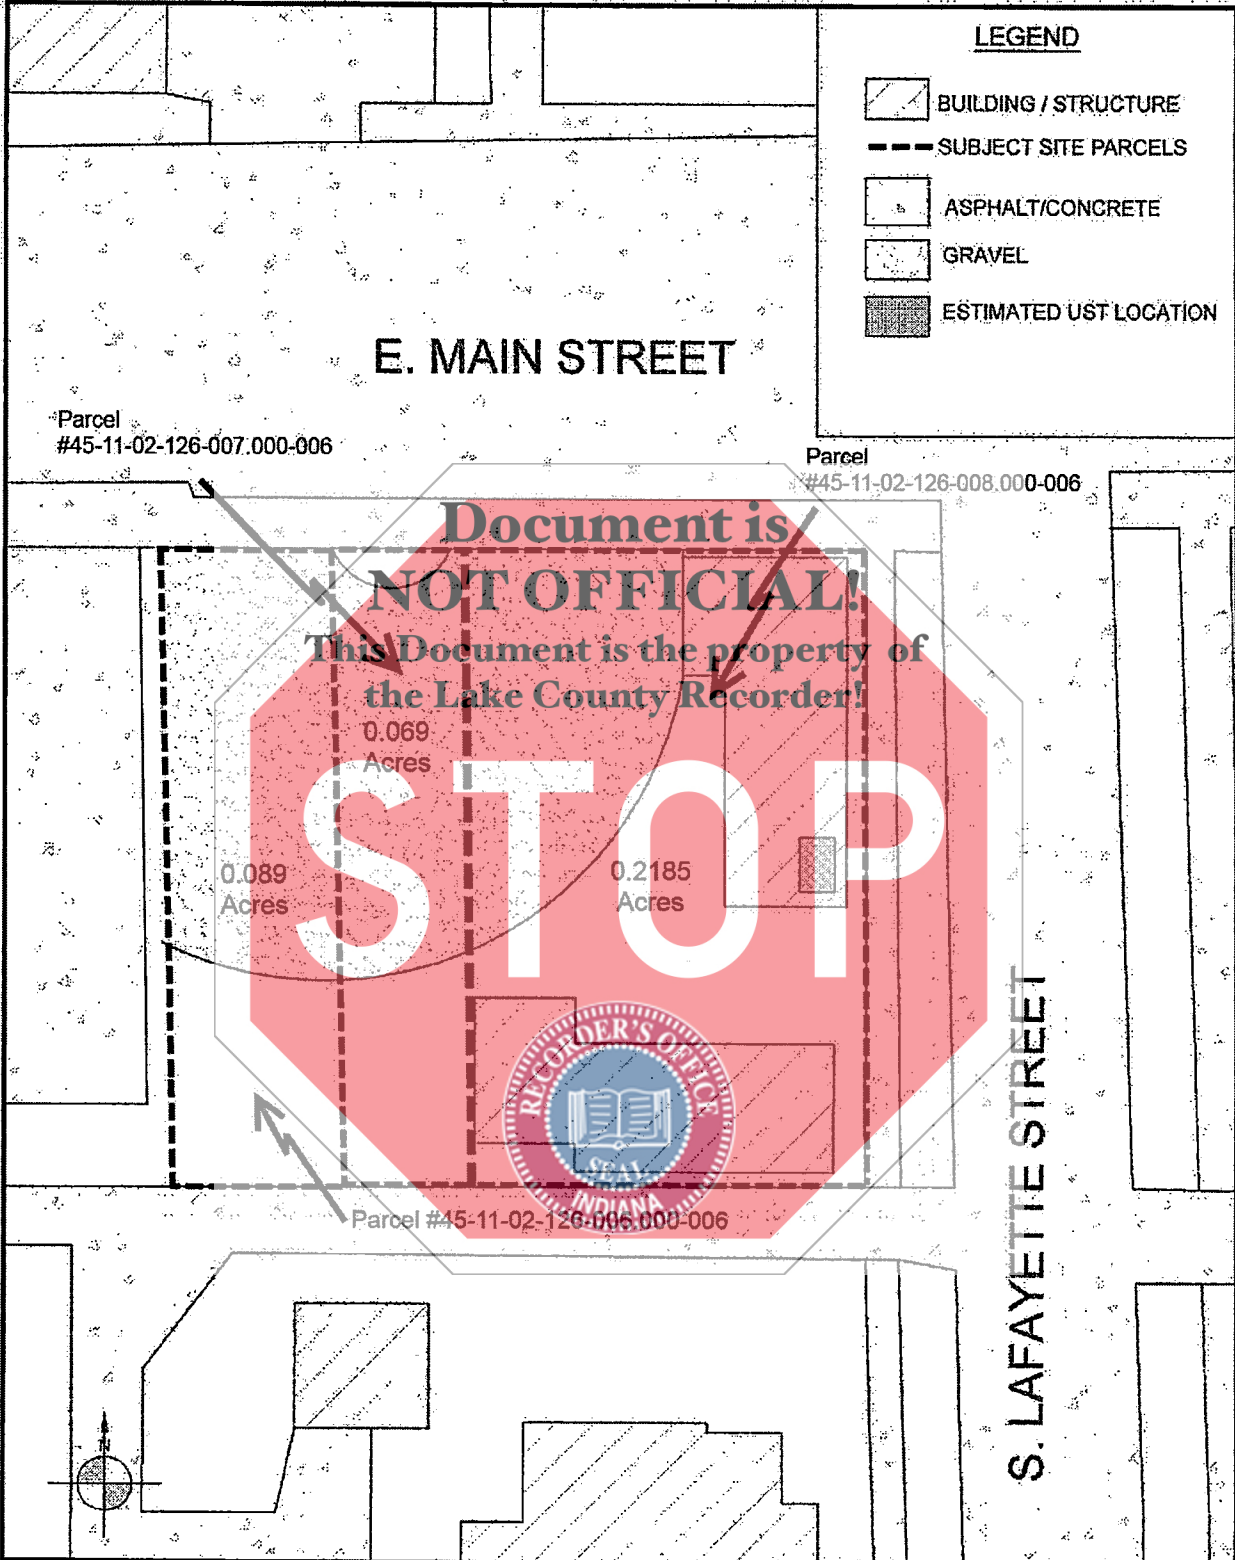 LEGEND
BUILDING / STRUCTURE
SUBJECT SITE PARCELS
ASPHALT/CONCRETE
GRAVEL
ESTIMATED UST LOCATION
E. MAIN STREET
Parcel
#45-11-02-126-007.000-006
Parcel
#45-11-02-126-008.000-006
Document is
NOT OFFICIAL!
This Document is the property of
the Lake County Recorder!
0.069
Acres
STOP
0.089
Acres
0.2185
Acres
RECORDER'S OFFICE
SEAL
INDIANA
Parcel #45-11-02-126-006.000-006
S. LAFAYETTE STREET
N